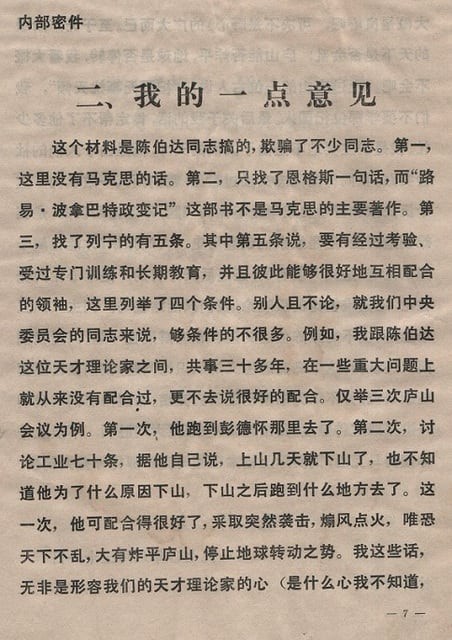 内部密件
二、我的一点意见
这个材料是陈伯达同志搞的，欺骗了不少同志。第一，
这里没有马克思的话。第二，只找了恩格斯一句话，而“路
易·波拿巴特政变记”这部书不是马克思的主要著作。第
三，找了列宁的有五条。其中第五条说，要有经过考验、
受过专门训练和长期教育，并且彼此能够很好地互相配合
的领袖，这里列举了四个条件。别人且不论，就我们中央
委员会的同志来说，够条件的不很多。例如，我跟陈伯达
这位天才理论家之间，共事三十多年，在一些重大问题上
就从来没有配合过，更不去说很好的配合。仅举三次庐山
会议为例。第一次，他跑到彭德怀那里去了。第二次，讨
论工业七十条，据他自己说，上山几天就下山了，也不知
道他为了什么原因下山，下山之后跑到什么地方去了。这
一次，他可配合得很好了，采取突然袭击，煽风点火，唯恐
天下不乱，大有炸平庐山，停止地球转动之势。我这些话，
无非是形容我们的天才理论家的心（是什么心我不知道，
— 7 —